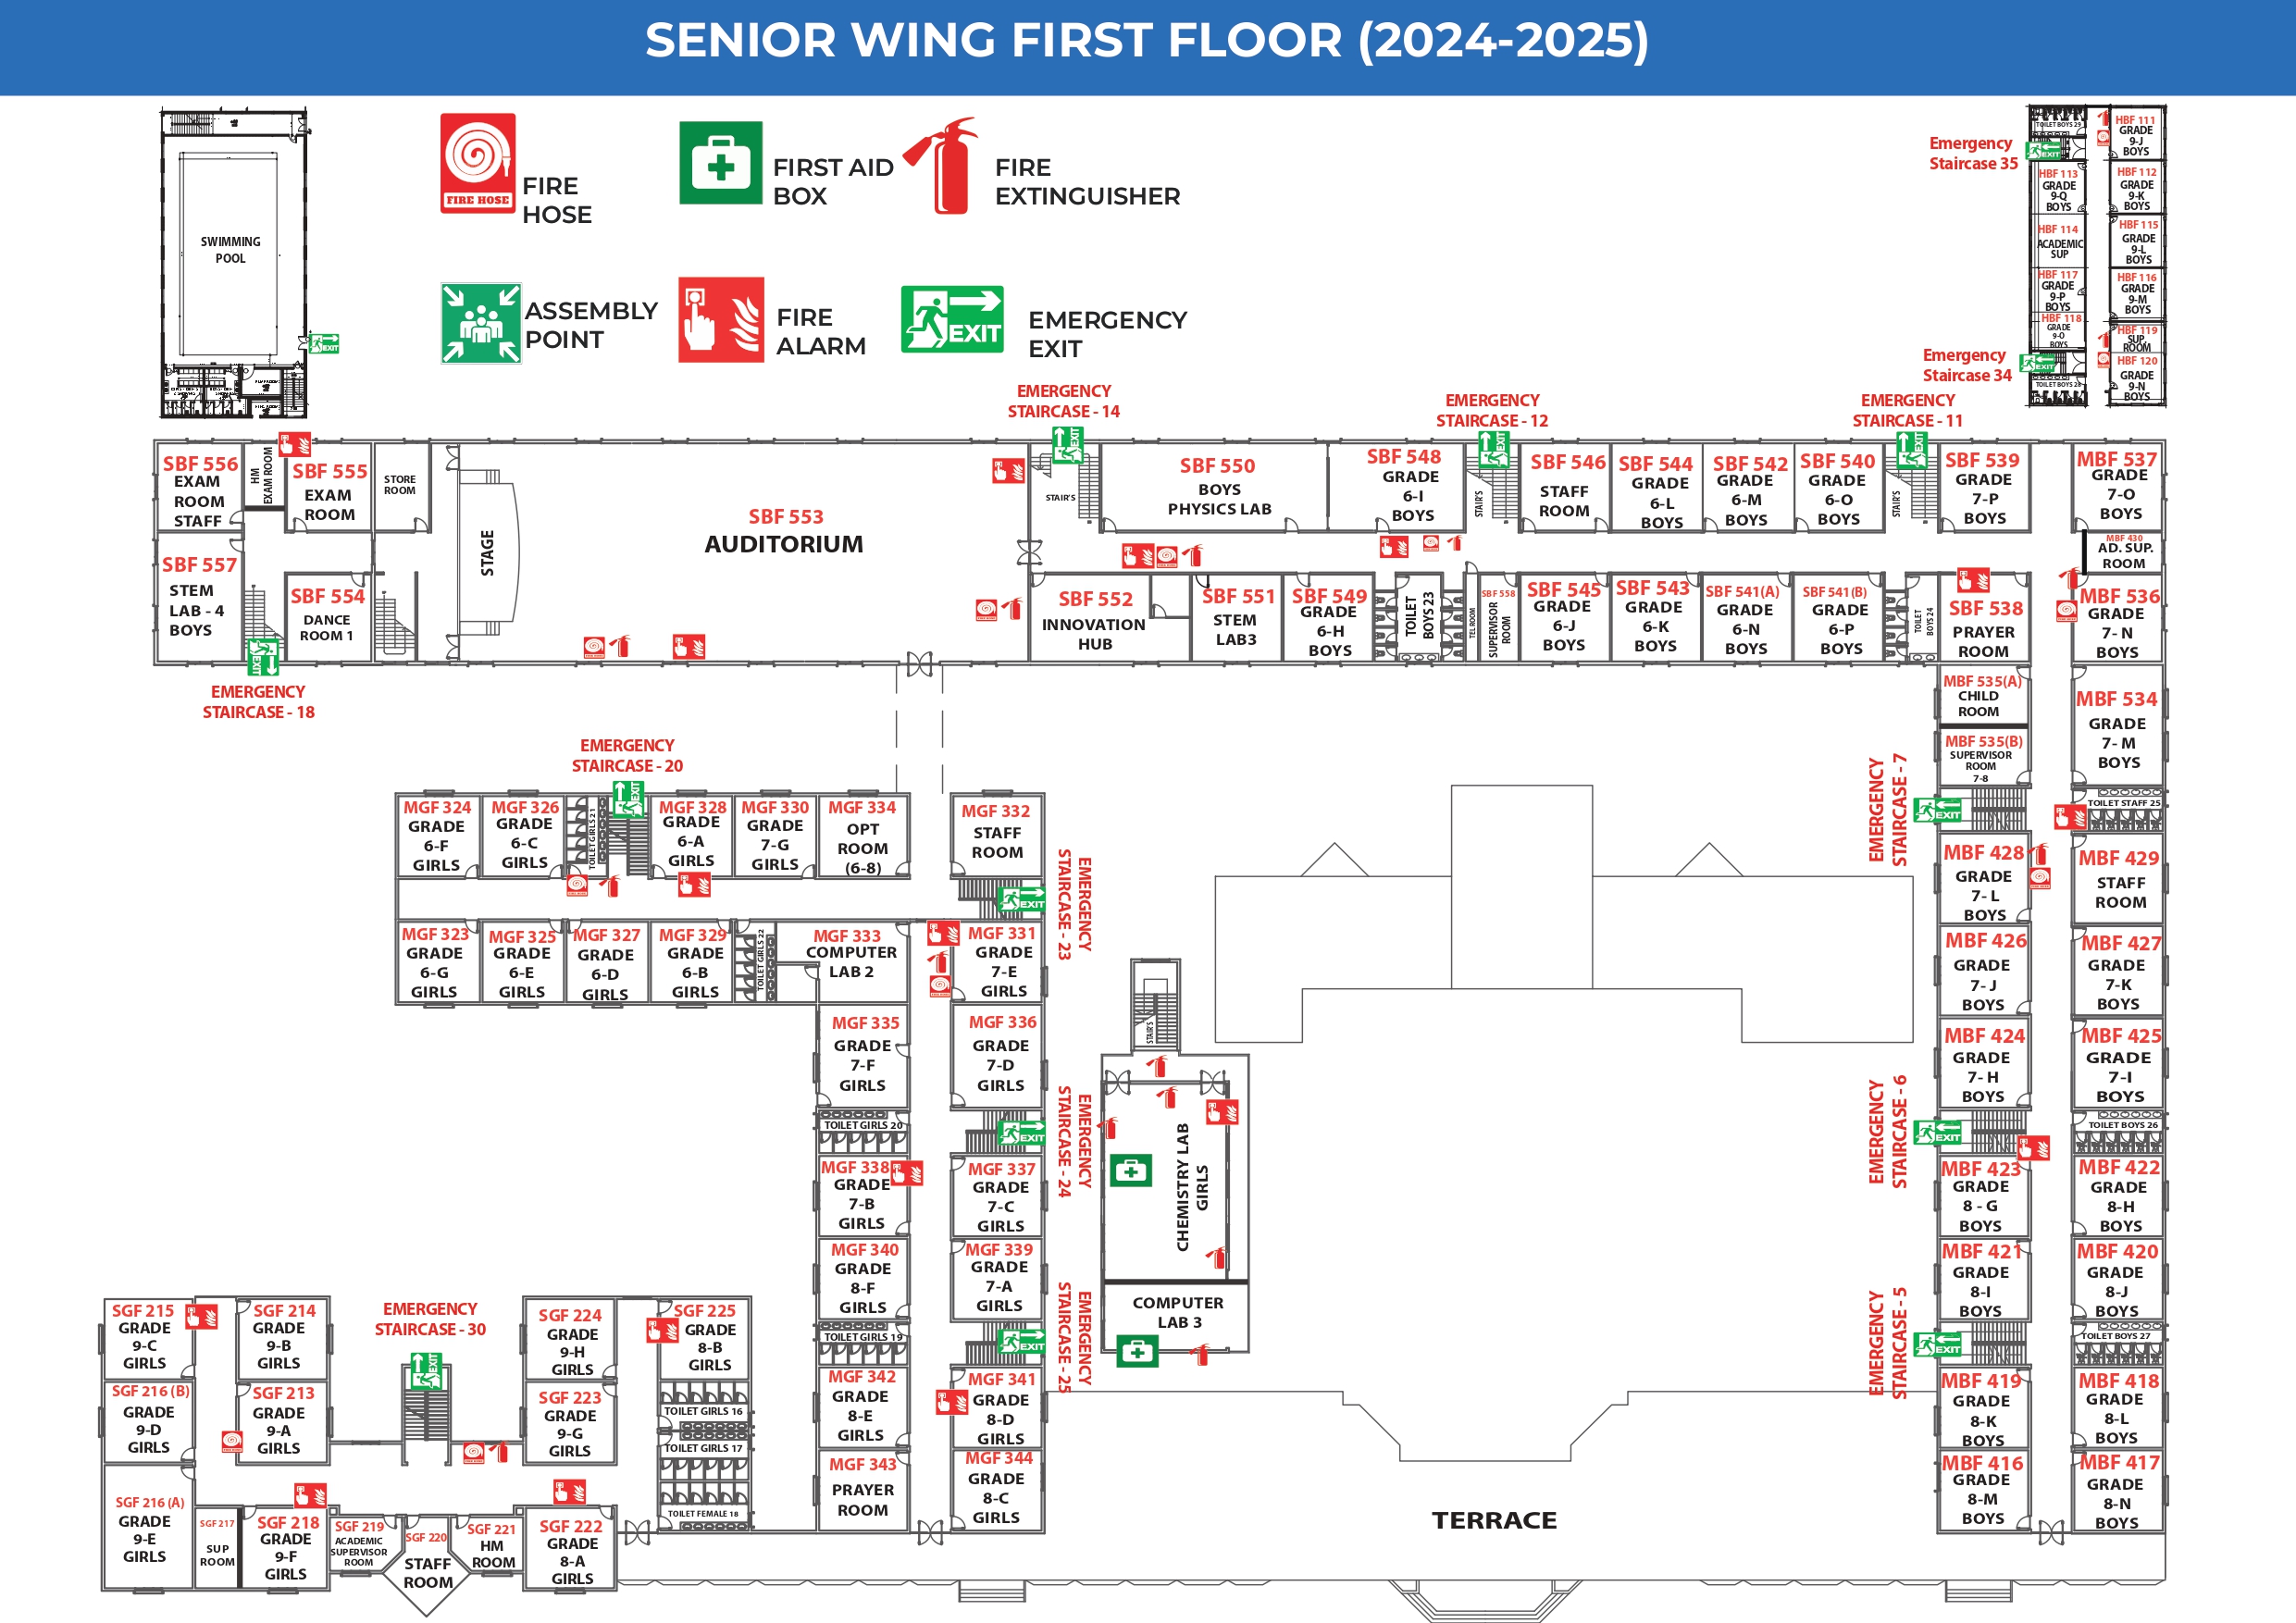 SENIOR WING FIRST FLOOR (2024-2025)
FIRE
HOSE
FIRE HOSE
FIRST AID
BOX
FIRE
EXTINGUISHER
ASSEMBLY
POINT
FIRE
ALARM
EXIT
EMERGENCY
EXIT
SWIMMING
POOL
EXIT
Emergency
Staircase 35
EXIT
TOILET BOYS 29
HBF 111
GRADE
9-J
BOYS
HBF 113
GRADE
9-Q
BOYS
HBF 112
GRADE
9-K
BOYS
HBF 114
ACADEMIC
SUP
HBF 115
GRADE
9-L
BOYS
HBF 117
GRADE
9-P
BOYS
HBF 116
GRADE
9-M
BOYS
HBF 118
GRADE
9-O
BOYS
HBF 119
SUP
ROOM
Emergency
Staircase 34
EXIT
TOILET BOYS 28
HBF 120
GRADE
9-N
BOYS
EMERGENCY
STAIRCASE - 14
EXIT
EMERGENCY
STAIRCASE - 12
EXIT
EMERGENCY
STAIRCASE - 11
EXIT
SBF 556
EXAM
ROOM
STAFF
HM
EXAM ROOM
SBF 555
EXAM
ROOM
STORE
ROOM
STAGE
SBF 553
AUDITORIUM
STAIR'S
SBF 550
BOYS
PHYSICS LAB
SBF 548
GRADE
6-I
BOYS
STAIR'S
SBF 546
STAFF
ROOM
SBF 544
GRADE
6-L
BOYS
SBF 542
GRADE
6-M
BOYS
SBF 540
GRADE
6-O
BOYS
STAIR'S
SBF 539
GRADE
7-P
BOYS
MBF 537
GRADE
7-O
BOYS
MBF 430
AD. SUP.
ROOM
SBF 557
STEM
LAB - 4
BOYS
EXIT
SBF 554
DANCE
ROOM 1
SBF 552
INNOVATION
HUB
SBF 551
STEM
LAB3
SBF 549
GRADE
6-H
BOYS
TOILET
BOYS 23
TEL ROOM
SBF 558
SUPERVISOR
ROOM
SBF 545
GRADE
6-J
BOYS
SBF 543
GRADE
6-K
BOYS
SBF 541(A)
GRADE
6-N
BOYS
SBF 541(B)
GRADE
6-P
BOYS
TOILET
BOYS 24
SBF 538
PRAYER
ROOM
MBF 536
GRADE
7- N
BOYS
EMERGENCY
STAIRCASE - 18
MBF 535(A)
CHILD
ROOM
MBF 534
GRADE
7- M
BOYS
MBF 535(B)
SUPERVISOR
ROOM
7-8
EMERGENCY
STAIRCASE - 7
EXIT
TOILET STAFF 25
EMERGENCY
STAIRCASE - 20
EXIT
MGF 324
GRADE
6-F
GIRLS
MGF 326
GRADE
6-C
GIRLS
TOILET GIRLS 21
MGF 328
GRADE
6-A
GIRLS
MGF 330
GRADE
7-G
GIRLS
MGF 334
OPT
ROOM
(6-8)
MGF 332
STAFF
ROOM
EXIT
EMERGENCY
STAIRCASE - 23
MGF 323
GRADE
6-G
GIRLS
MGF 325
GRADE
6-E
GIRLS
MGF 327
GRADE
6-D
GIRLS
MGF 329
GRADE
6-B
GIRLS
TOILET GIRLS 22
MGF 333
COMPUTER
LAB 2
MGF 331
GRADE
7-E
GIRLS
MGF 335
GRADE
7-F
GIRLS
MGF 336
GRADE
7-D
GIRLS
TOILET GIRLS 20
EXIT
EMERGENCY
STAIRCASE - 24
MGF 338
GRADE
7-B
GIRLS
MGF 337
GRADE
7-C
GIRLS
MGF 340
GRADE
8-F
GIRLS
MGF 339
GRADE
7-A
GIRLS
TOILET GIRLS 19
EXIT
EMERGENCY
STAIRCASE - 25
MGF 342
GRADE
8-E
GIRLS
MGF 341
GRADE
8-D
GIRLS
MGF 343
PRAYER
ROOM
MGF 344
GRADE
8-C
GIRLS
STAIR'S
CHEMISTRY LAB
GIRLS
COMPUTER
LAB 3
MBF 428
GRADE
7- L
BOYS
MBF 429
STAFF
ROOM
MBF 426
GRADE
7- J
BOYS
MBF 427
GRADE
7-K
BOYS
MBF 424
GRADE
7- H
BOYS
MBF 425
GRADE
7-I
BOYS
EMERGENCY
STAIRCASE - 6
EXIT
TOILET BOYS 26
MBF 423
GRADE
8 - G
BOYS
MBF 422
GRADE
8-H
BOYS
MBF 421
GRADE
8-I
BOYS
MBF 420
GRADE
8-J
BOYS
EMERGENCY
STAIRCASE - 5
EXIT
TOILET BOYS 27
MBF 419
GRADE
8-K
BOYS
MBF 418
GRADE
8-L
BOYS
MBF 416
GRADE
8-M
BOYS
MBF 417
GRADE
8-N
BOYS
TERRACE
SGF 215
GRADE
9-C
GIRLS
SGF 214
GRADE
9-B
GIRLS
EMERGENCY
STAIRCASE - 30
EXIT
SGF 224
GRADE
9-H
GIRLS
SGF 225
GRADE
8-B
GIRLS
SGF 216 (B)
GRADE
9-D
GIRLS
SGF 213
GRADE
9-A
GIRLS
SGF 223
GRADE
9-G
GIRLS
TOILET GIRLS 16
TOILET GIRLS 17
TOILET FEMALE 18
SGF 216 (A)
GRADE
9-E
GIRLS
SGF 217
SUP
ROOM
SGF 218
GRADE
9-F
GIRLS
SGF 219
ACADEMIC
SUPERVISOR
ROOM
SGF 220
STAFF
ROOM
SGF 221
HM
ROOM
SGF 222
GRADE
8-A
GIRLS